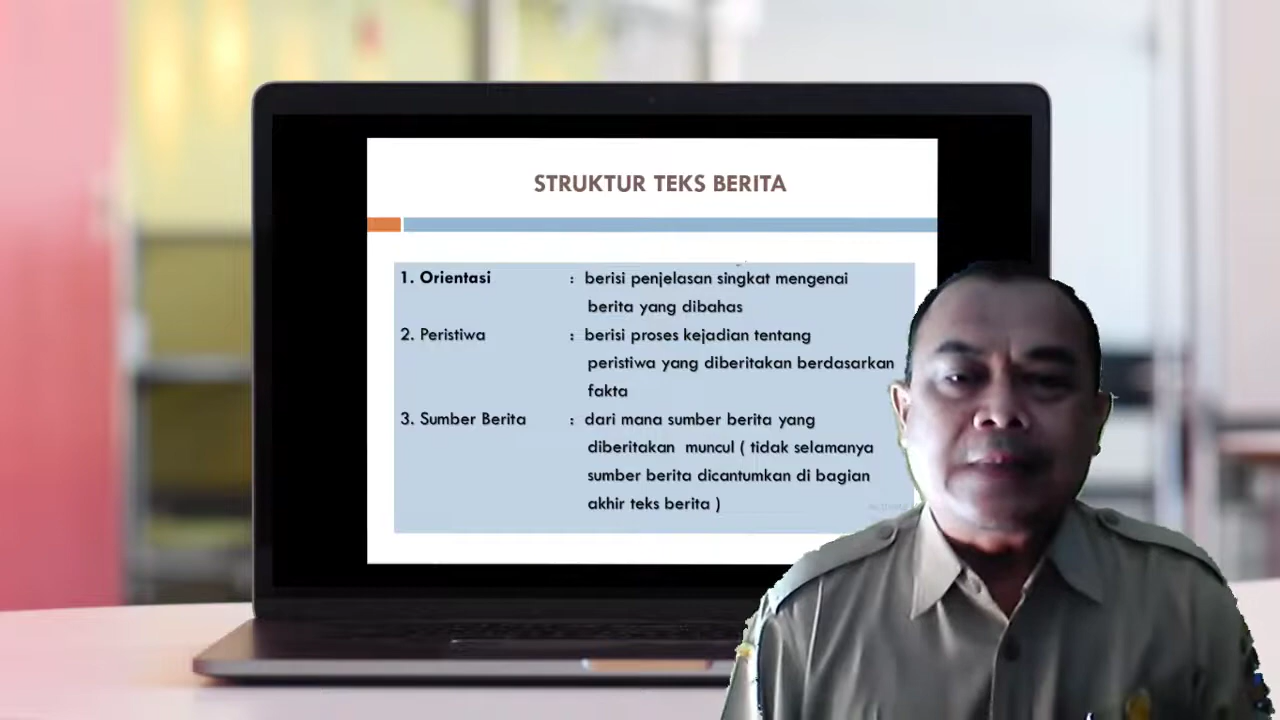 STRUKTUR TEKS BERITA
1. Orientasi : berisi penjelasan singkat mengenai
berita yang dibahas
2. Peristiwa : berisi proses kejadian tentang
peristiwa yang diberitakan berdasarkan
fakta
3. Sumber Berita : dari mana sumber berita yang
diberitakan muncul ( tidak selamanya
sumber berita dicantumkan di bagian
akhir teks berita )